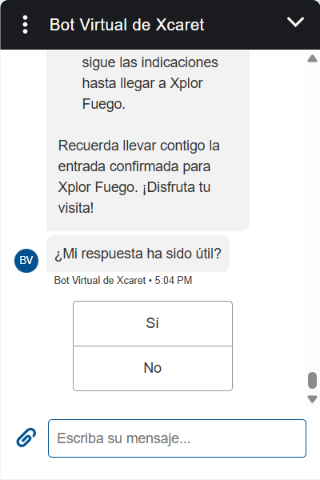 Bot Virtual de Xcaret
sigue las indicaciones
hasta llegar a Xplor
Fuego.
Recuerda llevar contigo la
entrada confirmada para
Xplor Fuego. ¡Disfruta tu
visita!
BV
¿Mi respuesta ha sido útil?
Bot Virtual de Xcaret • 5:04 PM
Sí
No
Escriba su mensaje...